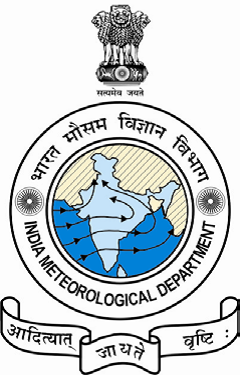 सत्यमेव जयते
भारत मौसम विज्ञान विभाग
INDIA METEOROLOGICAL DEPARTMENT
आदित्यात् जायते वृष्टि :